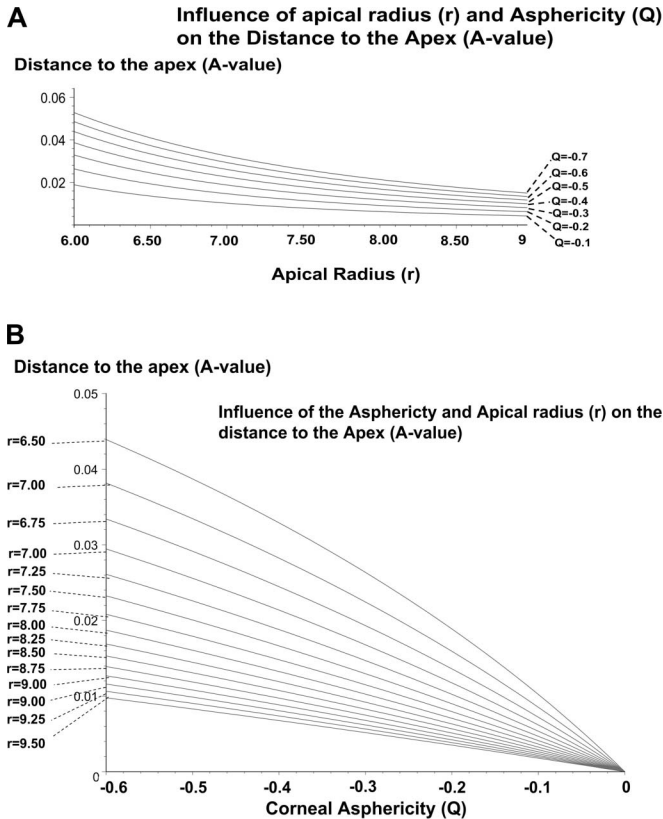 A
Influence of apical radius (r) and Asphericity (Q)
on the Distance to the Apex (A-value)
Distance to the apex (A-value)
0.06
0.04
0.02
Q=-0.7
Q=-0.6
Q=-0.5
Q=-0.4
Q=-0.3
Q=-0.2
Q=-0.1
6.00 6.50 7.00 7.50 8.00 8.50 9
Apical Radius (r)
B
Distance to the apex (A-value)
0.05
Influence of the Asphericty and Apical radius (r) on the
distance to the Apex (A-value)
r=6.50
0.04
r=7.00
r=6.75
0.03
r=7.00
r=7.25
r=7.50
r=7.75
0.02
r=8.00
r=8.25
r=8.50
r=8.75
r=9.00
0.01
r=9.00
r=9.25
r=9.50
0
-0.6 -0.5 -0.4 -0.3 -0.2 -0.1 0
Corneal Asphericity (Q)